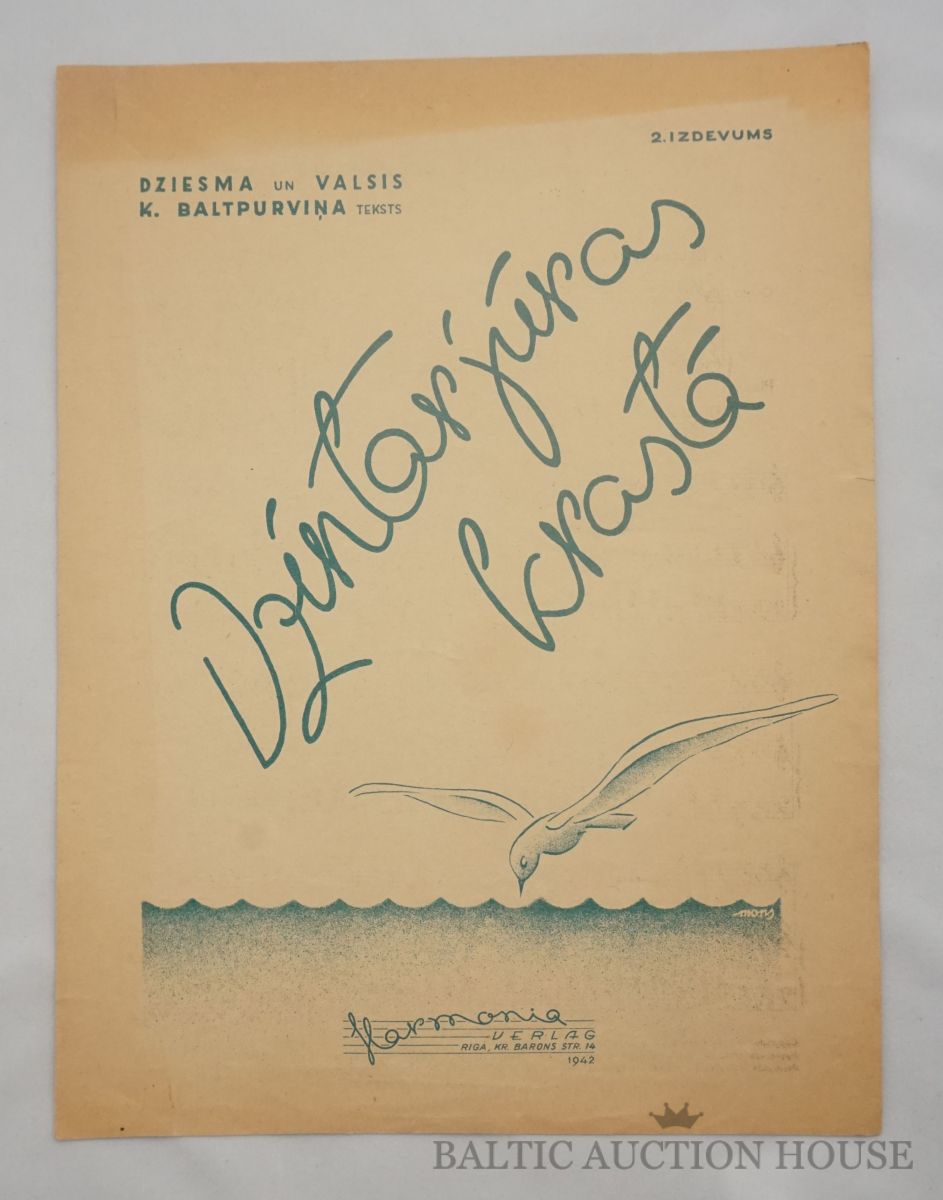 2. IZDEVUMS
DZIESMA UN VALSIS
K. BALTPURVIŅA TEKSTS
Dzintarjūras
krastā
mons
Harmonia
VERLAG
RIGA, KR. BARONS STR. 14
1942
BALTIC AUCTION HOUSE